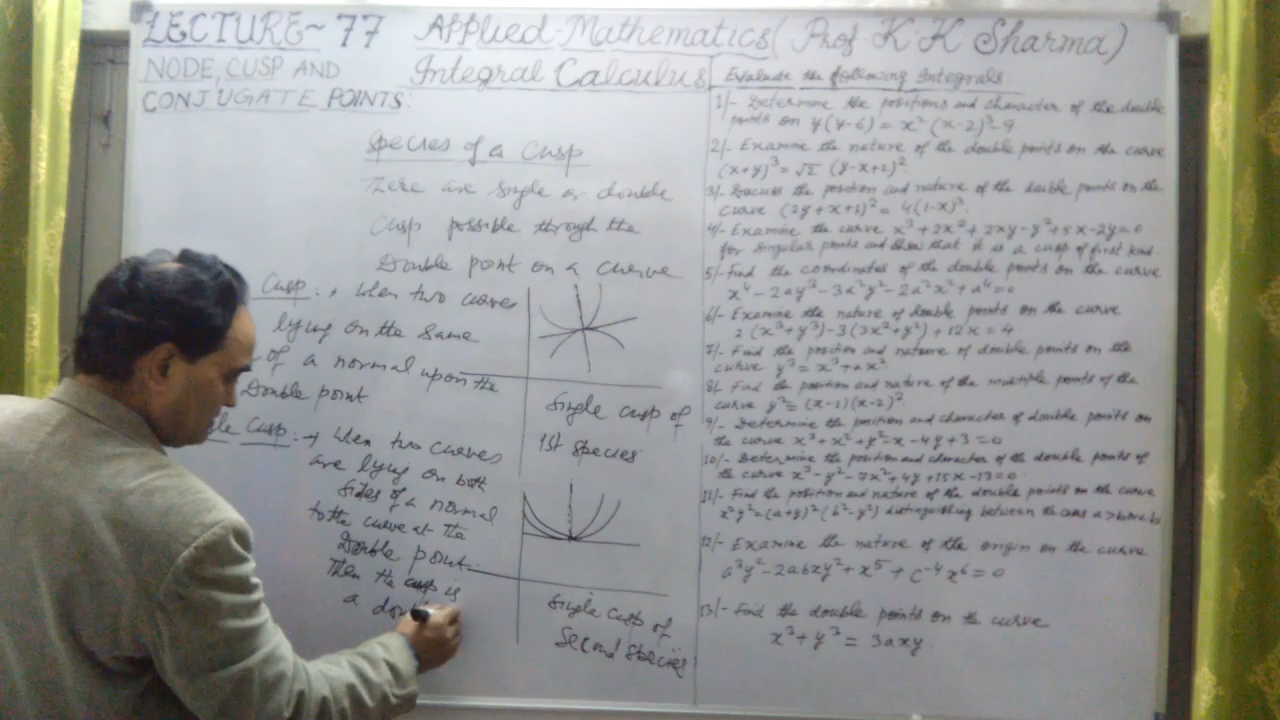 LECTURE~77 Applied Mathematics (Prof. K. K. Sharma)
NODE, CUSP AND Integral Calculus
CONJUGATE POINTS:
Species of a Cusp
There are Single or double
Cusp possible through the
Double point on a curve
Cusp:→ When two curves
lying on the same
of a normal upon the
Double point
le Cusp:→ When two curves
are lying on both
Sides of a normal
to the curve at the
Double point.
Then the cusp is
a dou
Single cusp of
1st Species
Single cusp of
Second Species
Evaluate the following Integrals:
1/- Determine the positions and character of the double
points on y(y-6) = x²(x-2)³-9.
2/- Examine the nature of the double points on the curve
(x+y)³ = √2 (y-x+2)²
3/- Discuss the position and nature of the double points on the
curve (2y+x+1)² = 4(1-x)⁵.
4/- Examine the curve x³+2x²+2xy-y²+5x-2y=0
for singular points and show that it is a cusp of first kind.
5/- Find the coordinates of the double points on the curve
x⁴-2ay³-3a²y²-2a²x²+a⁴=0
6/- Examine the nature of double points on the curve
2(x³+y³)-3(3x²+y²)+12x=4
7/- Find the position and nature of double points on the
curve y³=x³+ax²
8/- Find the position and nature of the multiple points of the
curve y²=(x-1)(x-2)²
9/- Determine the position and character of double points on
the curve x³+x²+y²-x-4y+3=0
10/- Determine the position and character of the double points of
the curve x³-y²-7x²+4y+15x-13=0
11/- Find the position and nature of the double points on the curve
x²y²=(a+y)²(b²-y²) distinguishing between the cases a>b or a<b
12/- Examine the nature of the origin on the curve
a³y²-2abxy²+x⁵+c⁻⁴x⁶=0
13/- Find the double points on the curve
x³+y³=3axy